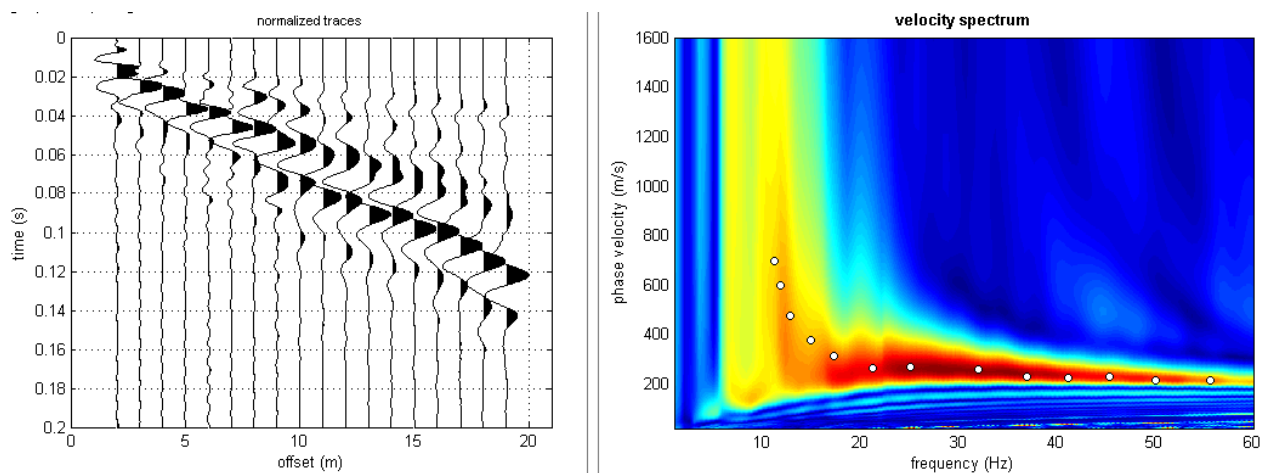 normalized traces
0
0.02
0.04
0.06
0.08
0.1
0.12
0.14
0.16
0.18
0.2
time (s)
0 5 10 15 20
offset (m)
velocity spectrum
1600
1400
1200
1000
800
600
400
200
phase velocity (m/s)
10 20 30 40 50 60
frequency (Hz)